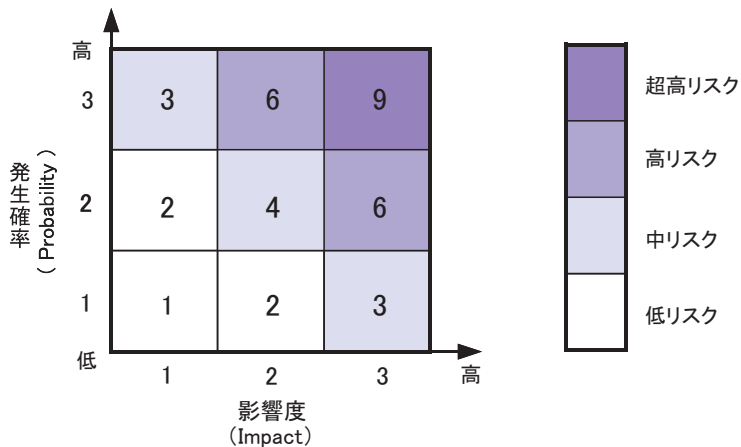 高
3
3
6
9
発生確率
(Probability)
2
2
4
6
1
1
2
3
低
1
2
3
高
影響度
(Impact)
超高リスク
高リスク
中リスク
低リスク